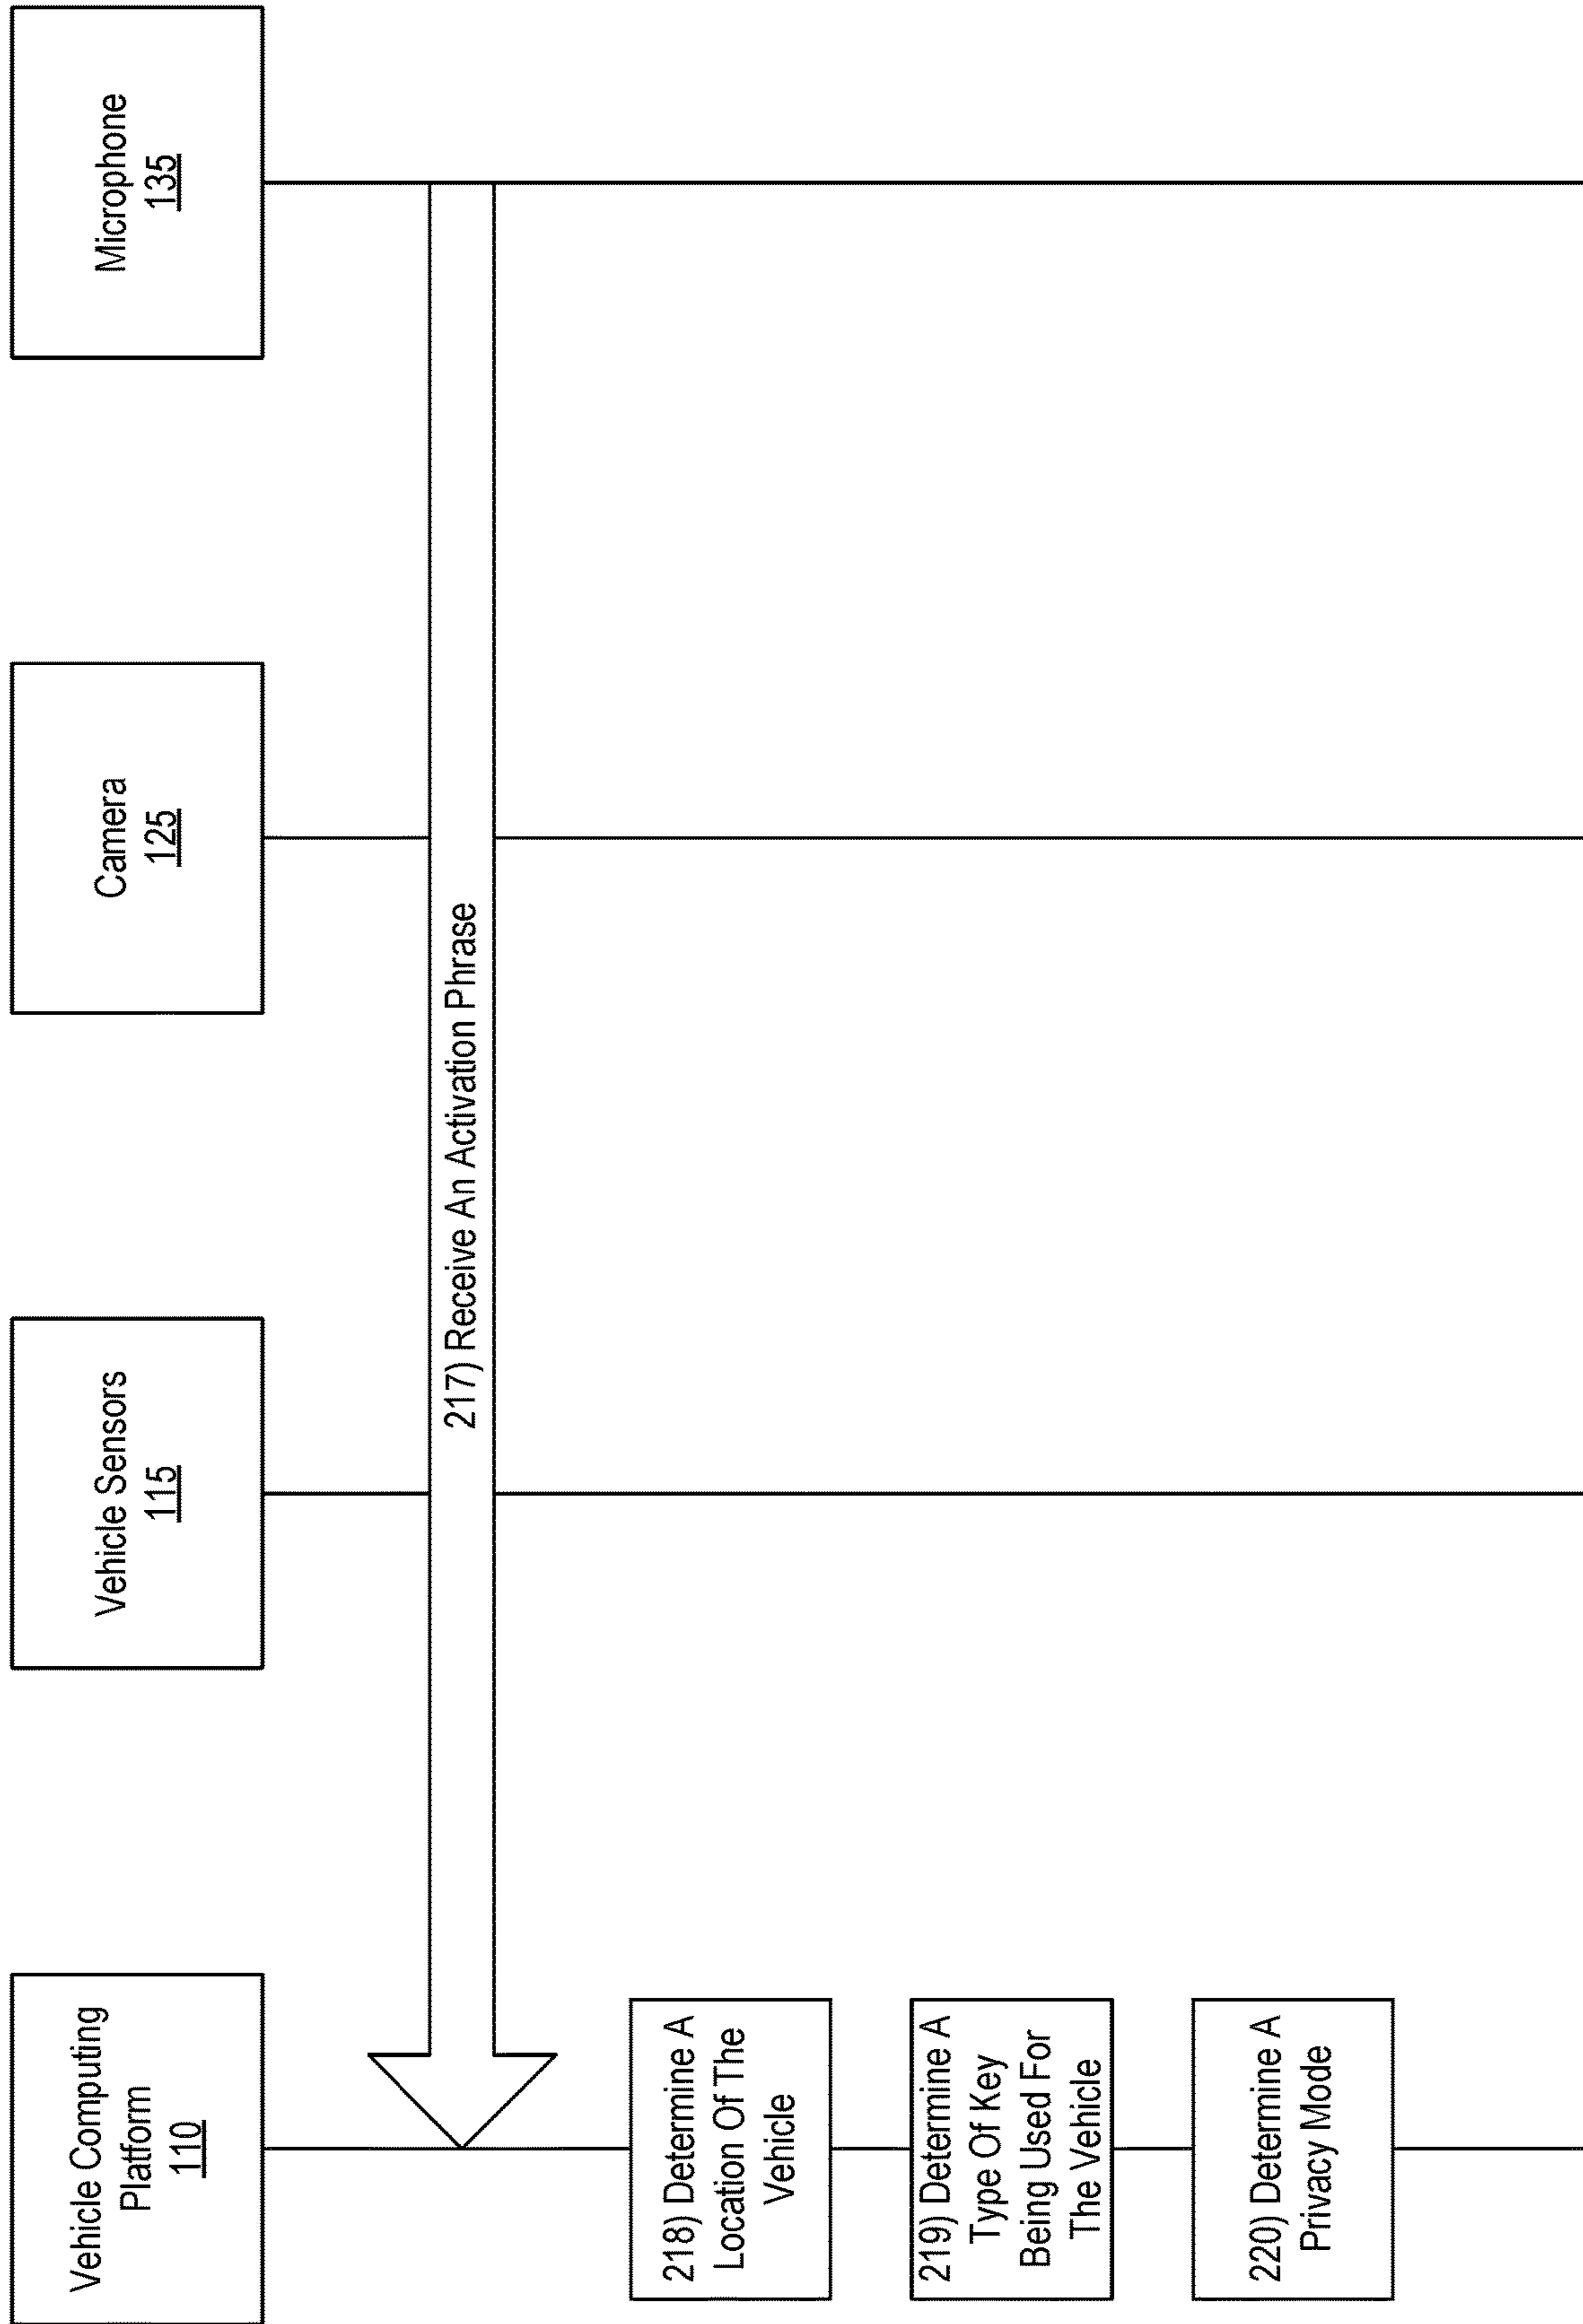 Vehicle Computing
Platform
110
Vehicle Sensors
115
Camera
125
Microphone
135
217) Receive An Activation Phrase
218) Determine A
Location Of The
Vehicle
219) Determine A
Type Of Key
Being Used For
The Vehicle
220) Determine A
Privacy Mode